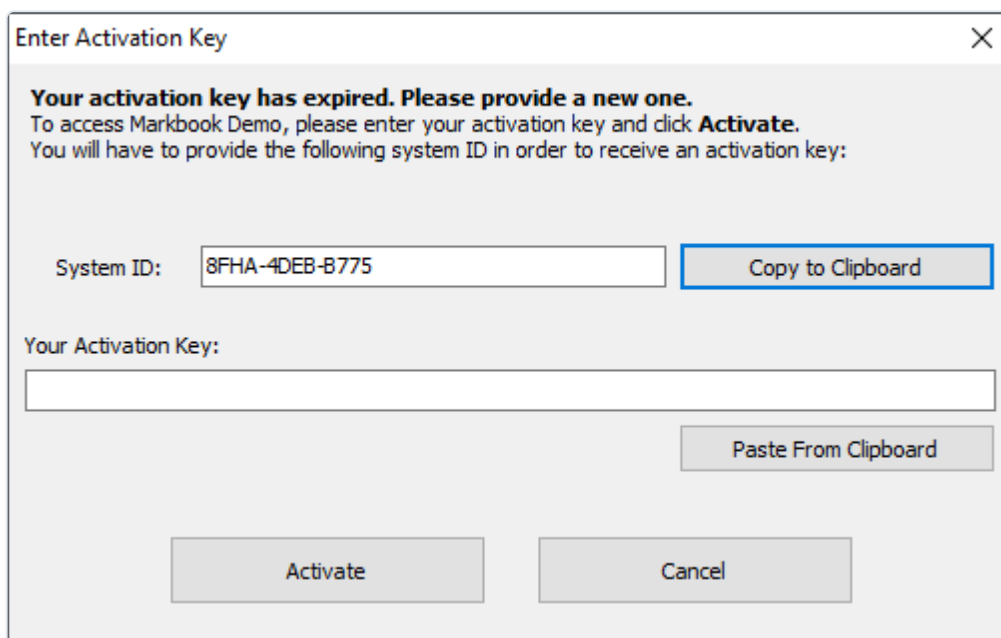 Enter Activation Key
Your activation key has expired. Please provide a new one.
To access Markbook Demo, please enter your activation key and click Activate.
You will have to provide the following system ID in order to receive an activation key:
System ID: 8FHA-4DEB-B775 Copy to Clipboard
Your Activation Key:
Paste From Clipboard
Activate Cancel